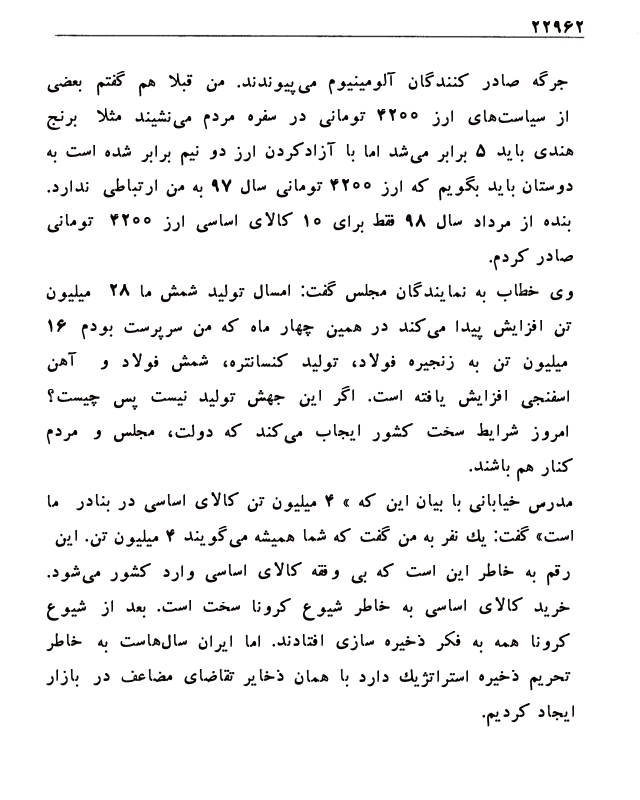 ۲۲۹۶۲
جرگه صادر کنندگان آلومینیوم می‌پیوندند. من قبلا هم گفتم بعضی
از سیاست‌های ارز ۴۲۰۰ تومانی در سفره مردم می‌نشیند مثلا برنج
هندی باید ۵ برابر می‌شد اما با آزادکردن ارز دو نیم برابر شده است به
دوستان باید بگویم که ارز ۴۲۰۰ تومانی سال ۹۷ به من ارتباطی ندارد.
بنده از مرداد سال ۹۸ فقط برای ۱۰ کالای اساسی ارز ۴۲۰۰ تومانی
صادر کردم.
وی خطاب به نمایندگان مجلس گفت: امسال تولید شمش ما ۲۸ میلیون
تن افزایش پیدا می‌کند در همین چهار ماه که من سرپرست بودم ۱۶
میلیون تن به زنجیره فولاد، تولید کنسانتره، شمش فولاد و آهن
اسفنجی افزایش یافته است. اگر این جهش تولید نیست پس چیست؟
امروز شرایط سخت کشور ایجاب می‌کند که دولت، مجلس و مردم
کنار هم باشند.
مدرس خیابانی با بیان این که » ۴ میلیون تن کالای اساسی در بنادر ما
است» گفت: یك نفر به من گفت که شما همیشه می‌گویند ۴ میلیون تن. این
رقم به خاطر این است که بی وقفه کالای اساسی وارد کشور می‌شود.
خرید کالای اساسی به خاطر شیوع کرونا سخت است. بعد از شیوع
کرونا همه به فکر ذخیره سازی افتادند. اما ایران سال‌هاست به خاطر
تحریم ذخیره استراتژیك دارد با همان ذخایر تقاضای مضاعف در بازار
ایجاد کردیم.